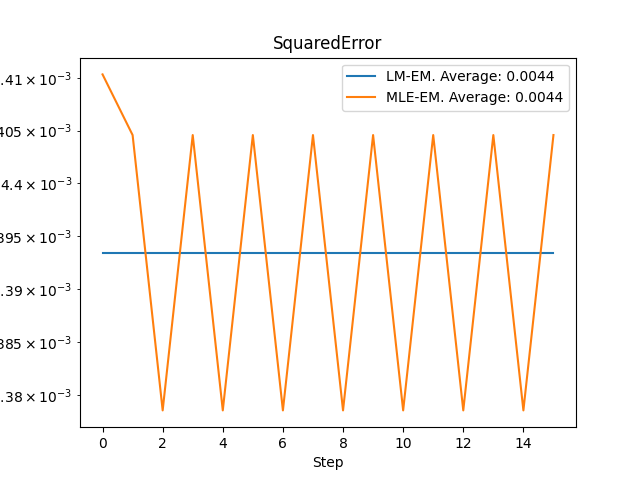 SquaredError
LM-EM. Average: 0.0044
MLE-EM. Average: 0.0044
.41 × 10⁻³
405 × 10⁻³
4.4 × 10⁻³
395 × 10⁻³
.39 × 10⁻³
385 × 10⁻³
.38 × 10⁻³
0 2 4 6 8 10 12 14
Step